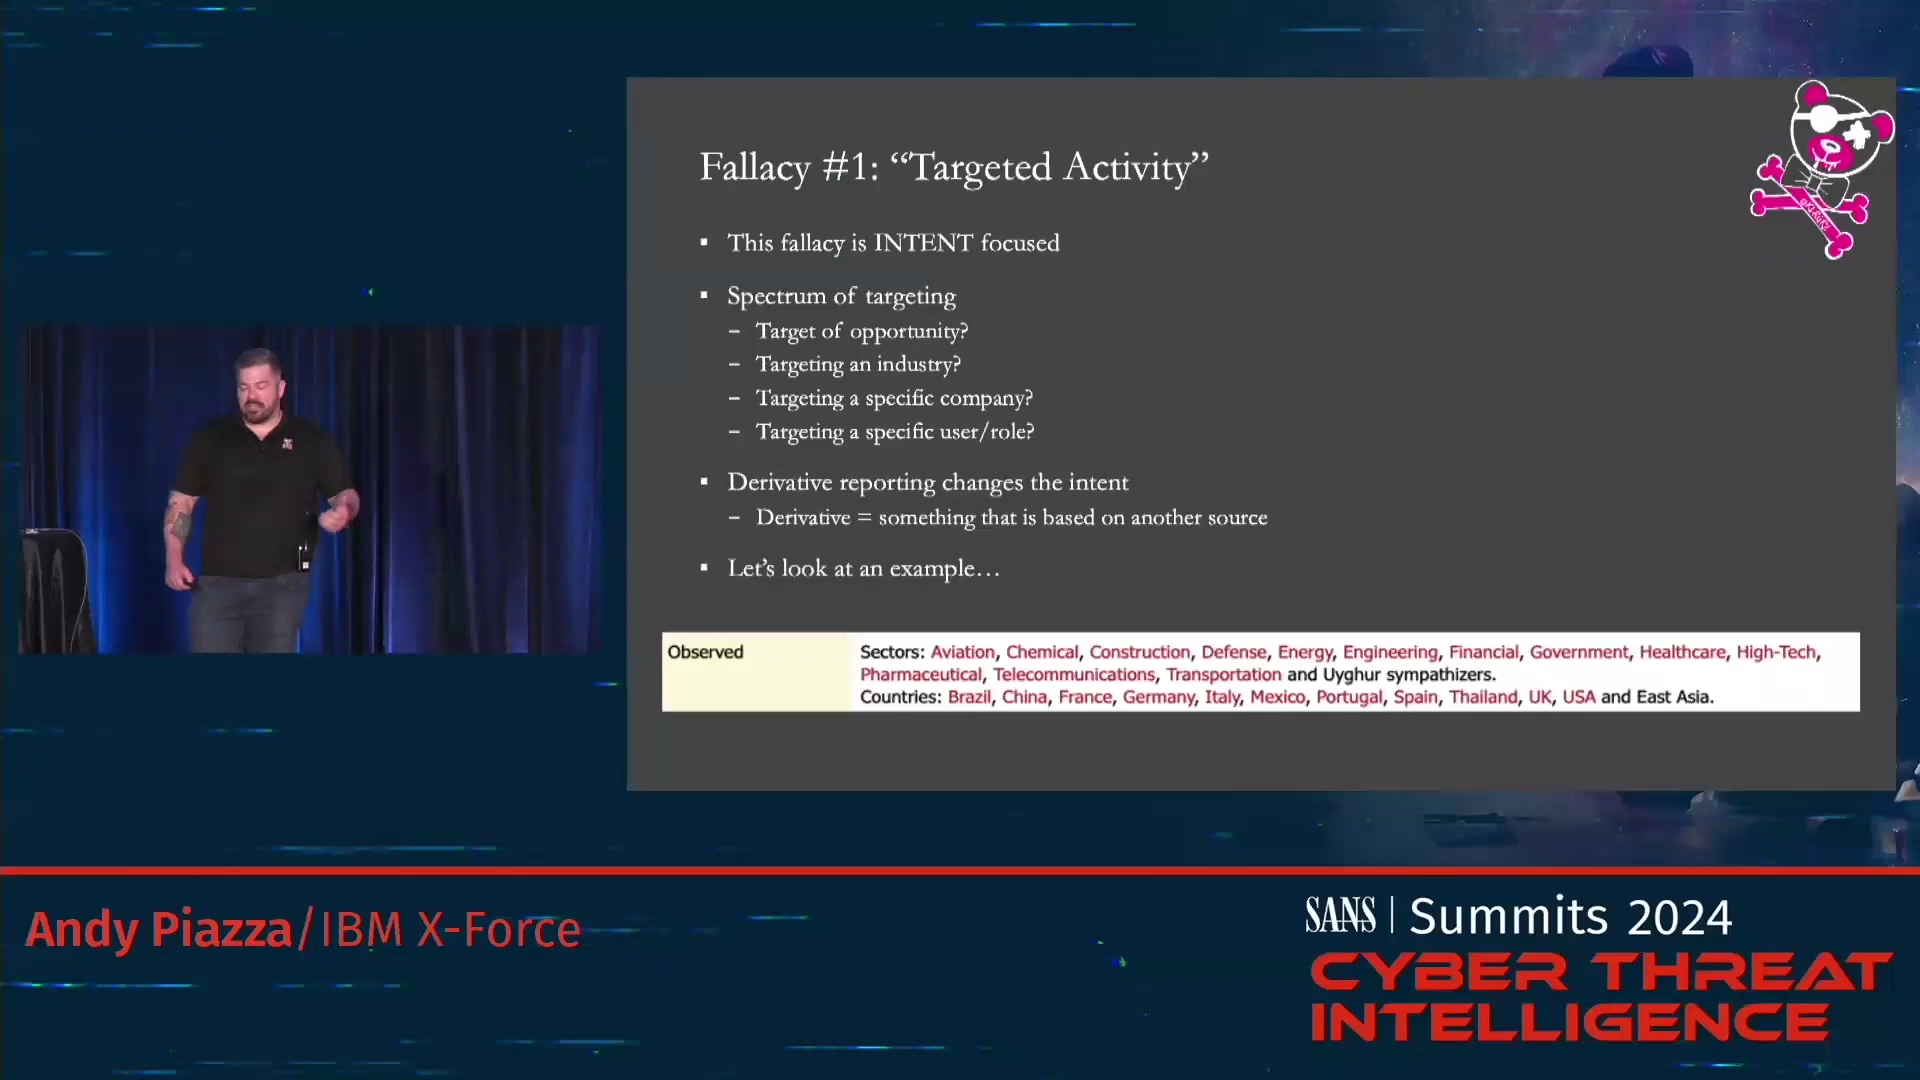 Fallacy #1: “Targeted Activity”
▪ This fallacy is INTENT focused
▪ Spectrum of targeting
– Target of opportunity?
– Targeting an industry?
– Targeting a specific company?
– Targeting a specific user/role?
▪ Derivative reporting changes the intent
– Derivative = something that is based on another source
▪ Let’s look at an example…
Observed
Sectors: Aviation, Chemical, Construction, Defense, Energy, Engineering, Financial, Government, Healthcare, High-Tech,
Pharmaceutical, Telecommunications, Transportation and Uyghur sympathizers.
Countries: Brazil, China, France, Germany, Italy, Mexico, Portugal, Spain, Thailand, UK, USA and East Asia.
Andy Piazza/IBM X-Force
SANS | Summits 2024
CYBER THREAT
INTELLIGENCE